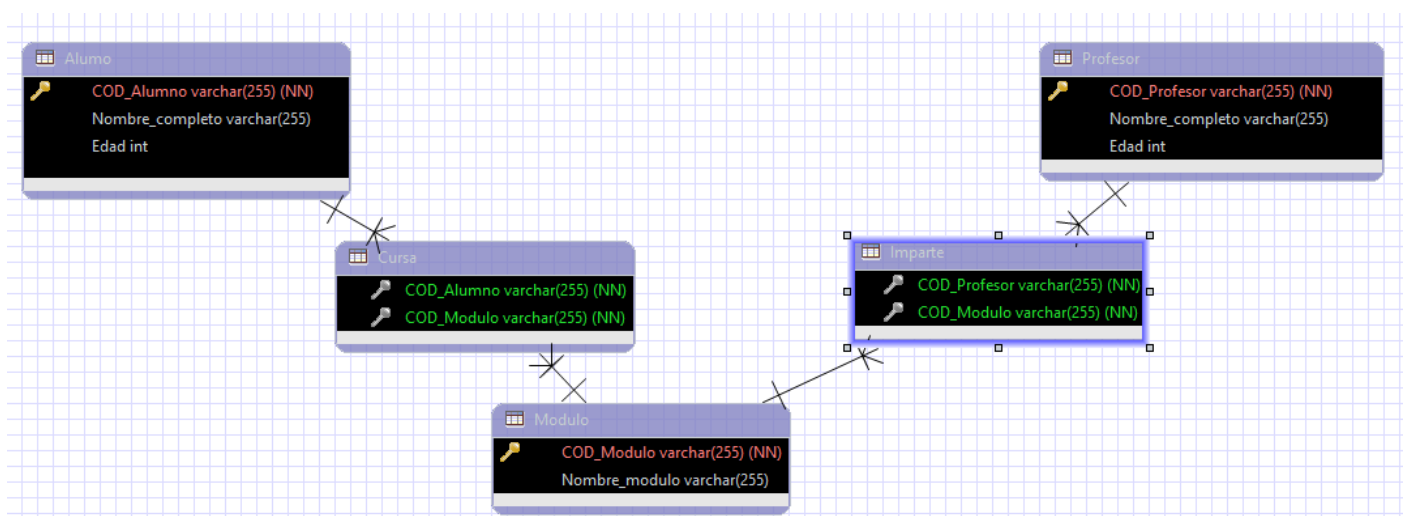 Alumo
COD_Alumno varchar(255) (NN)
Nombre_completo varchar(255)
Edad int
Profesor
COD_Profesor varchar(255) (NN)
Nombre_completo varchar(255)
Edad int
Cursa
COD_Alumno varchar(255) (NN)
COD_Modulo varchar(255) (NN)
Imparte
COD_Profesor varchar(255) (NN)
COD_Modulo varchar(255) (NN)
Modulo
COD_Modulo varchar(255) (NN)
Nombre_modulo varchar(255)